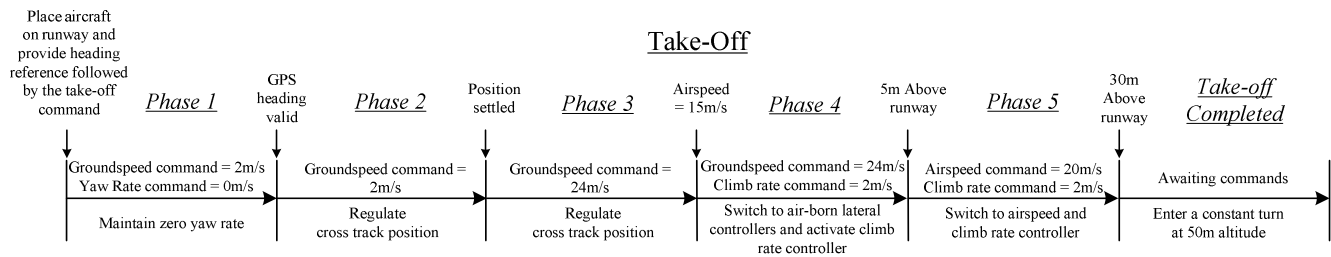 Take-Off
Place aircraft
on runway and
provide heading
reference followed
by the take-off
command
Phase 1
GPS
heading
valid
Phase 2
Position
settled
Phase 3
Airspeed
= 15m/s
Phase 4
5m Above
runway
Phase 5
30m
Above
runway
Take-off
Completed
Groundspeed command = 2m/s
Yaw Rate command = 0m/s
Maintain zero yaw rate
Groundspeed command =
2m/s
Regulate
cross track position
Groundspeed command =
24m/s
Regulate
cross track position
Groundspeed command = 24m/s
Climb rate command = 2m/s
Switch to air-born lateral
controllers and activate climb
rate controller
Airspeed command = 20m/s
Climb rate command = 2m/s
Switch to airspeed and
climb rate controller
Awaiting commands
Enter a constant turn
at 50m altitude